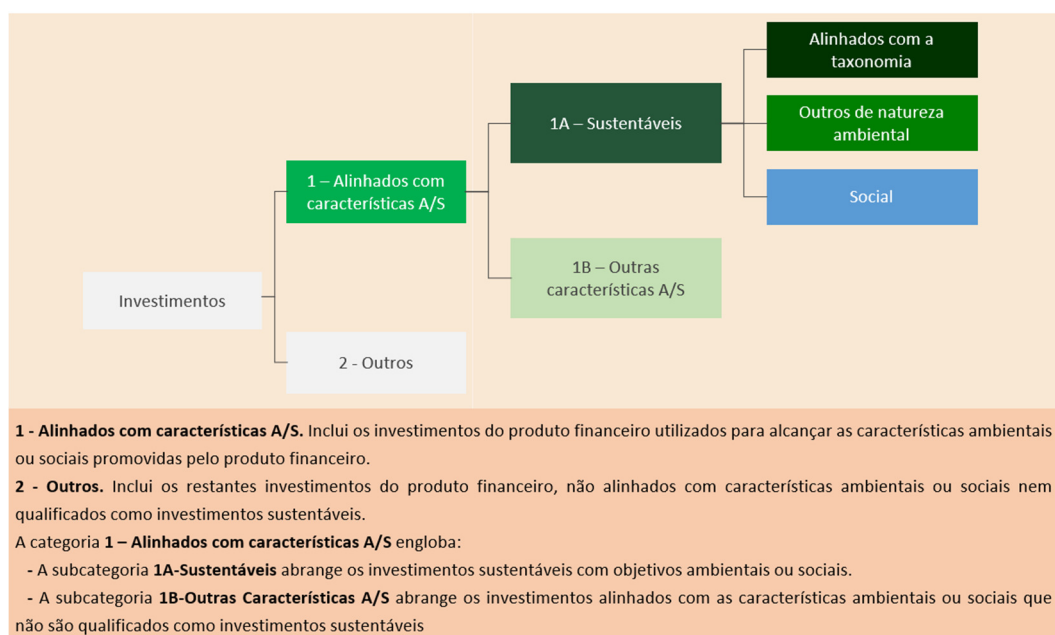 Alinhados com a
taxonomia
1A – Sustentáveis
Outros de natureza
ambiental
1 – Alinhados com
características A/S
Social
1B – Outras
características A/S
Investimentos
2 - Outros
1 - Alinhados com características A/S. Inclui os investimentos do produto financeiro utilizados para alcançar as características ambientais
ou sociais promovidas pelo produto financeiro.
2 - Outros. Inclui os restantes investimentos do produto financeiro, não alinhados com características ambientais ou sociais nem
qualificados como investimentos sustentáveis.
A categoria 1 – Alinhados com características A/S engloba:
- A subcategoria 1A-Sustentáveis abrange os investimentos sustentáveis com objetivos ambientais ou sociais.
- A subcategoria 1B-Outras Características A/S abrange os investimentos alinhados com as características ambientais ou sociais que
não são qualificados como investimentos sustentáveis